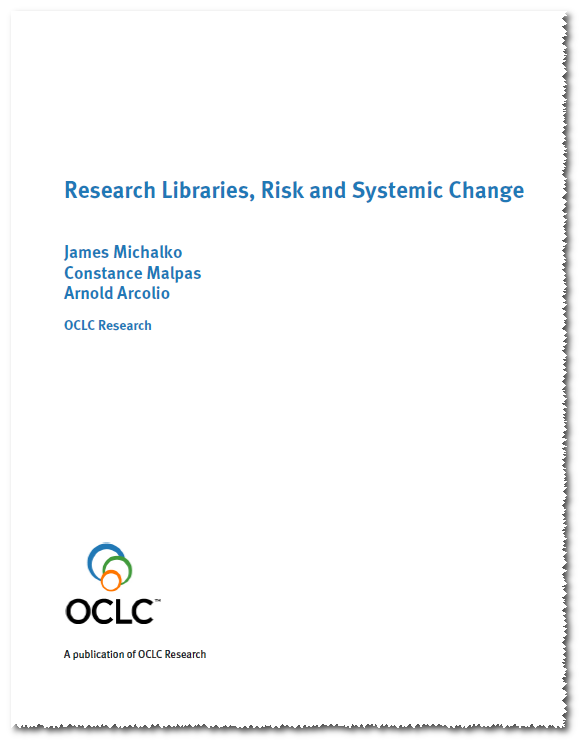 Research Libraries, Risk and Systemic Change
James Michalko
Constance Malpas
Arnold Arcolio
OCLC Research
OCLC™
A publication of OCLC Research